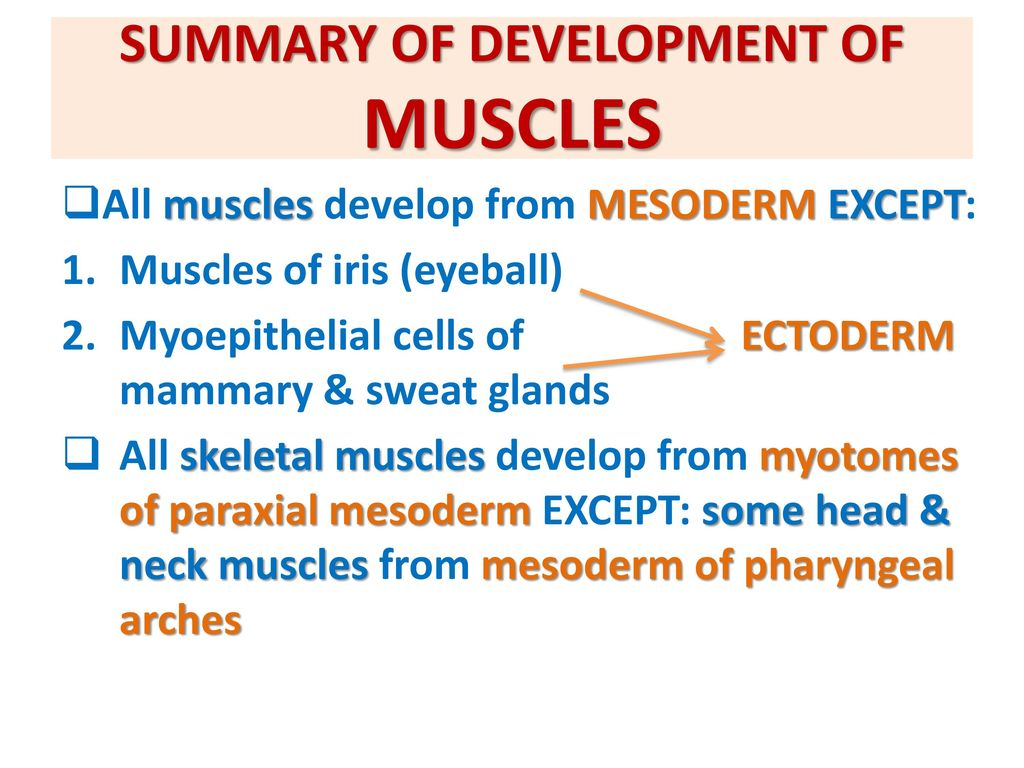 SUMMARY OF DEVELOPMENT OF
MUSCLES
❑All muscles develop from MESODERM EXCEPT:
1. Muscles of iris (eyeball)
2. Myoepithelial cells of ECTODERM
mammary & sweat glands
❑ All skeletal muscles develop from myotomes
of paraxial mesoderm EXCEPT: some head &
neck muscles from mesoderm of pharyngeal
arches